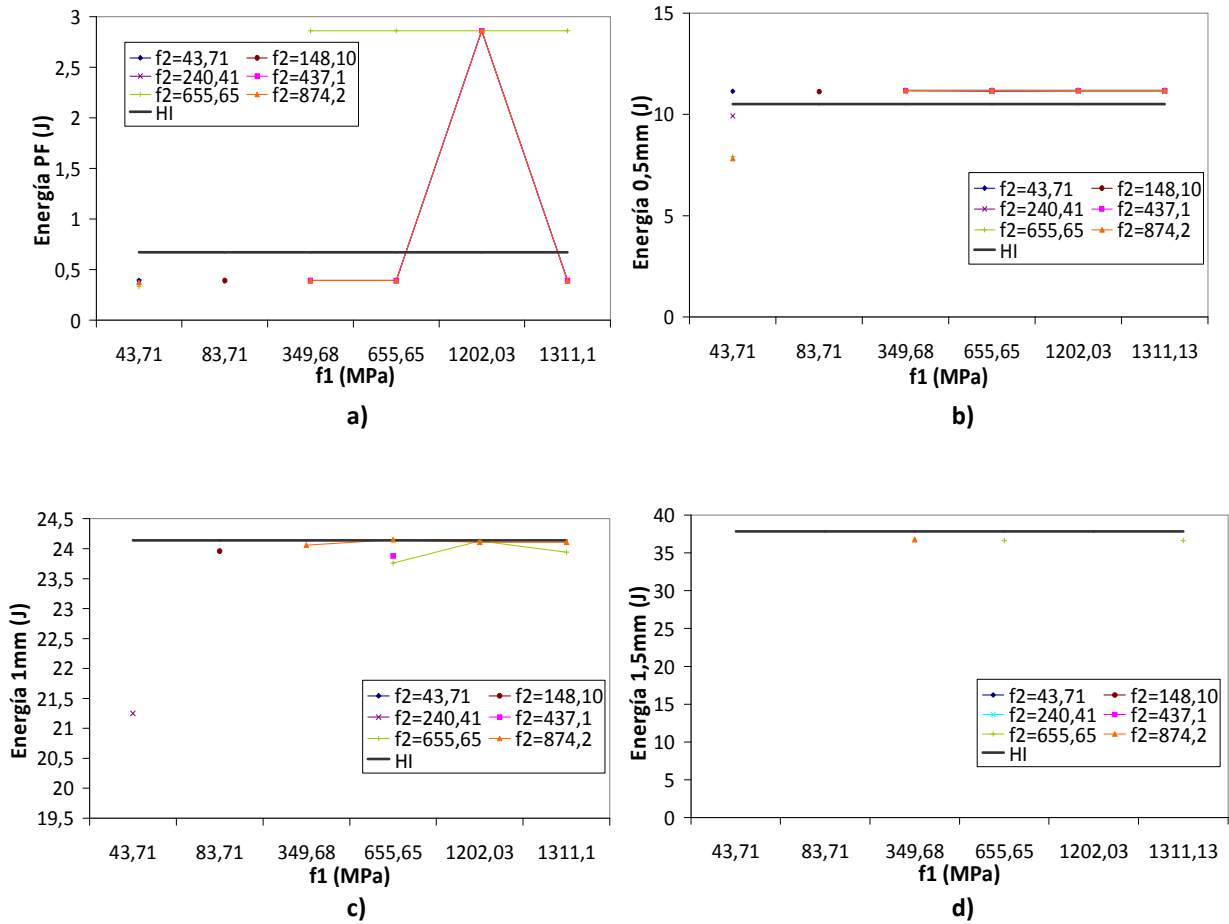 3
2,5
2
1,5
1
0,5
0
Energía PF (J)
f2=43,71 f2=148,10
f2=240,41 f2=437,1
f2=655,65 f2=874,2
HI
43,71 83,71 349,68 655,65 1202,03 1311,1
f1 (MPa)
a)
15
10
5
0
Energía 0,5mm (J)
f2=43,71 f2=148,10
f2=240,41 f2=437,1
f2=655,65 f2=874,2
HI
43,71 83,71 349,68 655,65 1202,03 1311,13
f1 (MPa)
b)
24,5
24
23,5
23
22,5
22
21,5
21
20,5
20
19,5
Energía 1mm (J)
f2=43,71 f2=148,10
f2=240,41 f2=437,1
f2=655,65 f2=874,2
HI
43,71 83,71 349,68 655,65 1202,03 1311,1
f1 (MPa)
c)
40
35
30
25
20
15
10
5
0
Energía 1,5mm (J)
f2=43,71 f2=148,10
f2=240,41 f2=437,1
f2=655,65 f2=874,2
HI
43,71 83,71 349,68 655,65 1202,03 1311,13
f1 (MPa)
d)